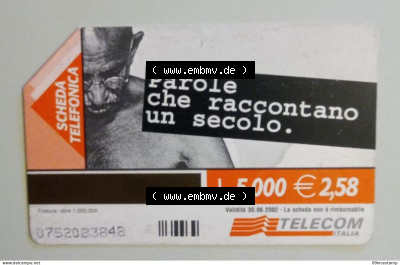 SCHEDA
TELEFONICA
( www.embmv.de )
Parole
che raccontano
un secolo.
L. 5.000 € 2,58
( www.embmv.de )
Validità 30.06.2002 - La scheda non è rimborsabile
Tiratura: oltre 1.000.000
0752083848
TELECOM
ITALIA